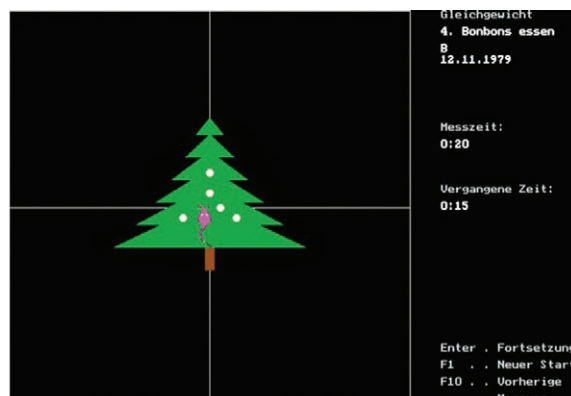 Gleichgewicht
4. Bonbons essen
B
12.11.1979
Messzeit:
0:20
Vergangene Zeit:
0:15
Enter . Fortsetzung
F1 . . Neuer Start
F10 . . Vorherige